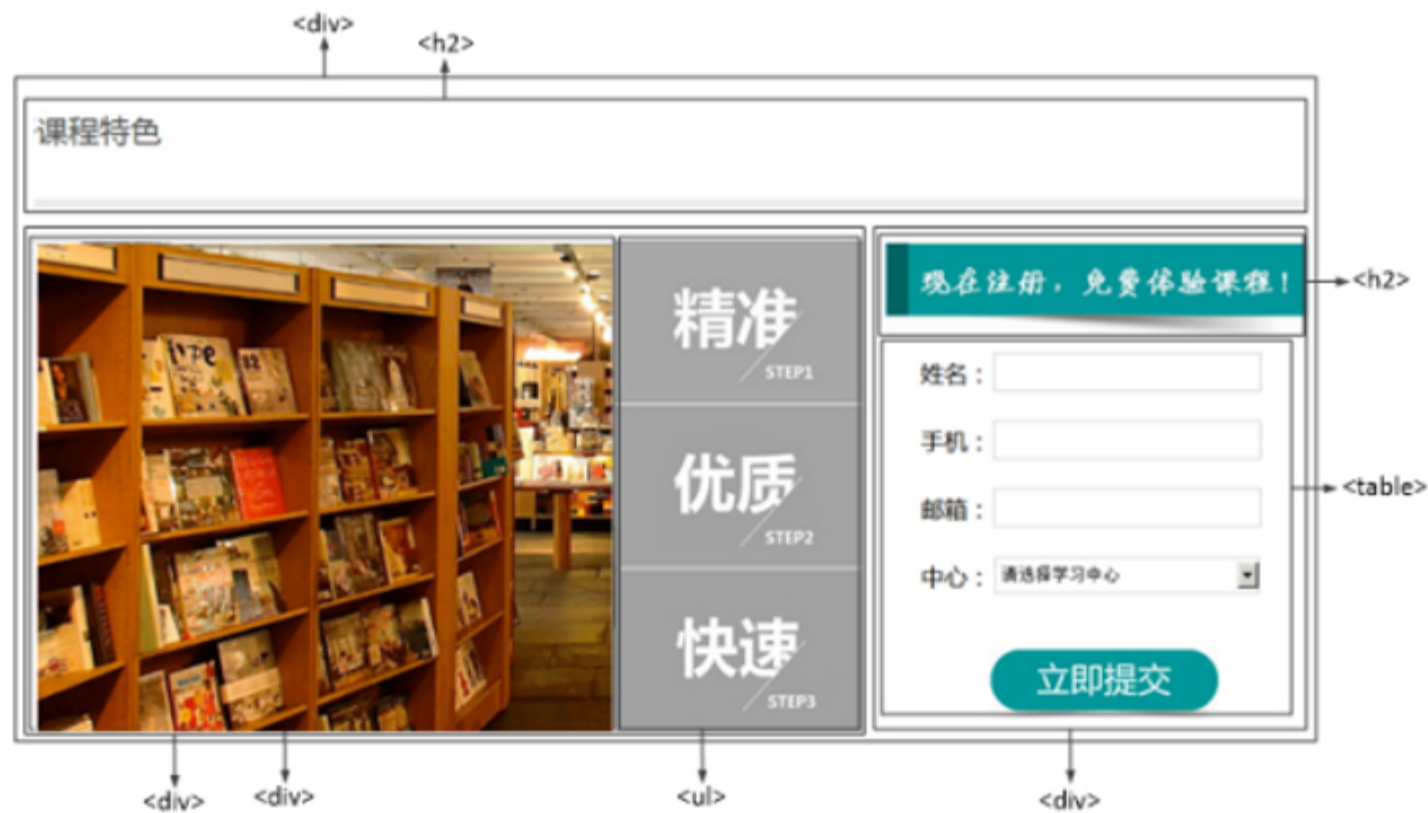 <div>
<h2>
课程特色
现在注册，免费体验课程！
<h2>
精准
STEP1
优质
STEP2
快速
STEP3
姓名：
手机：
邮箱：
中心：
请选择学习中心
立即提交
<table>
<div>
<div>
<ul>
<div>